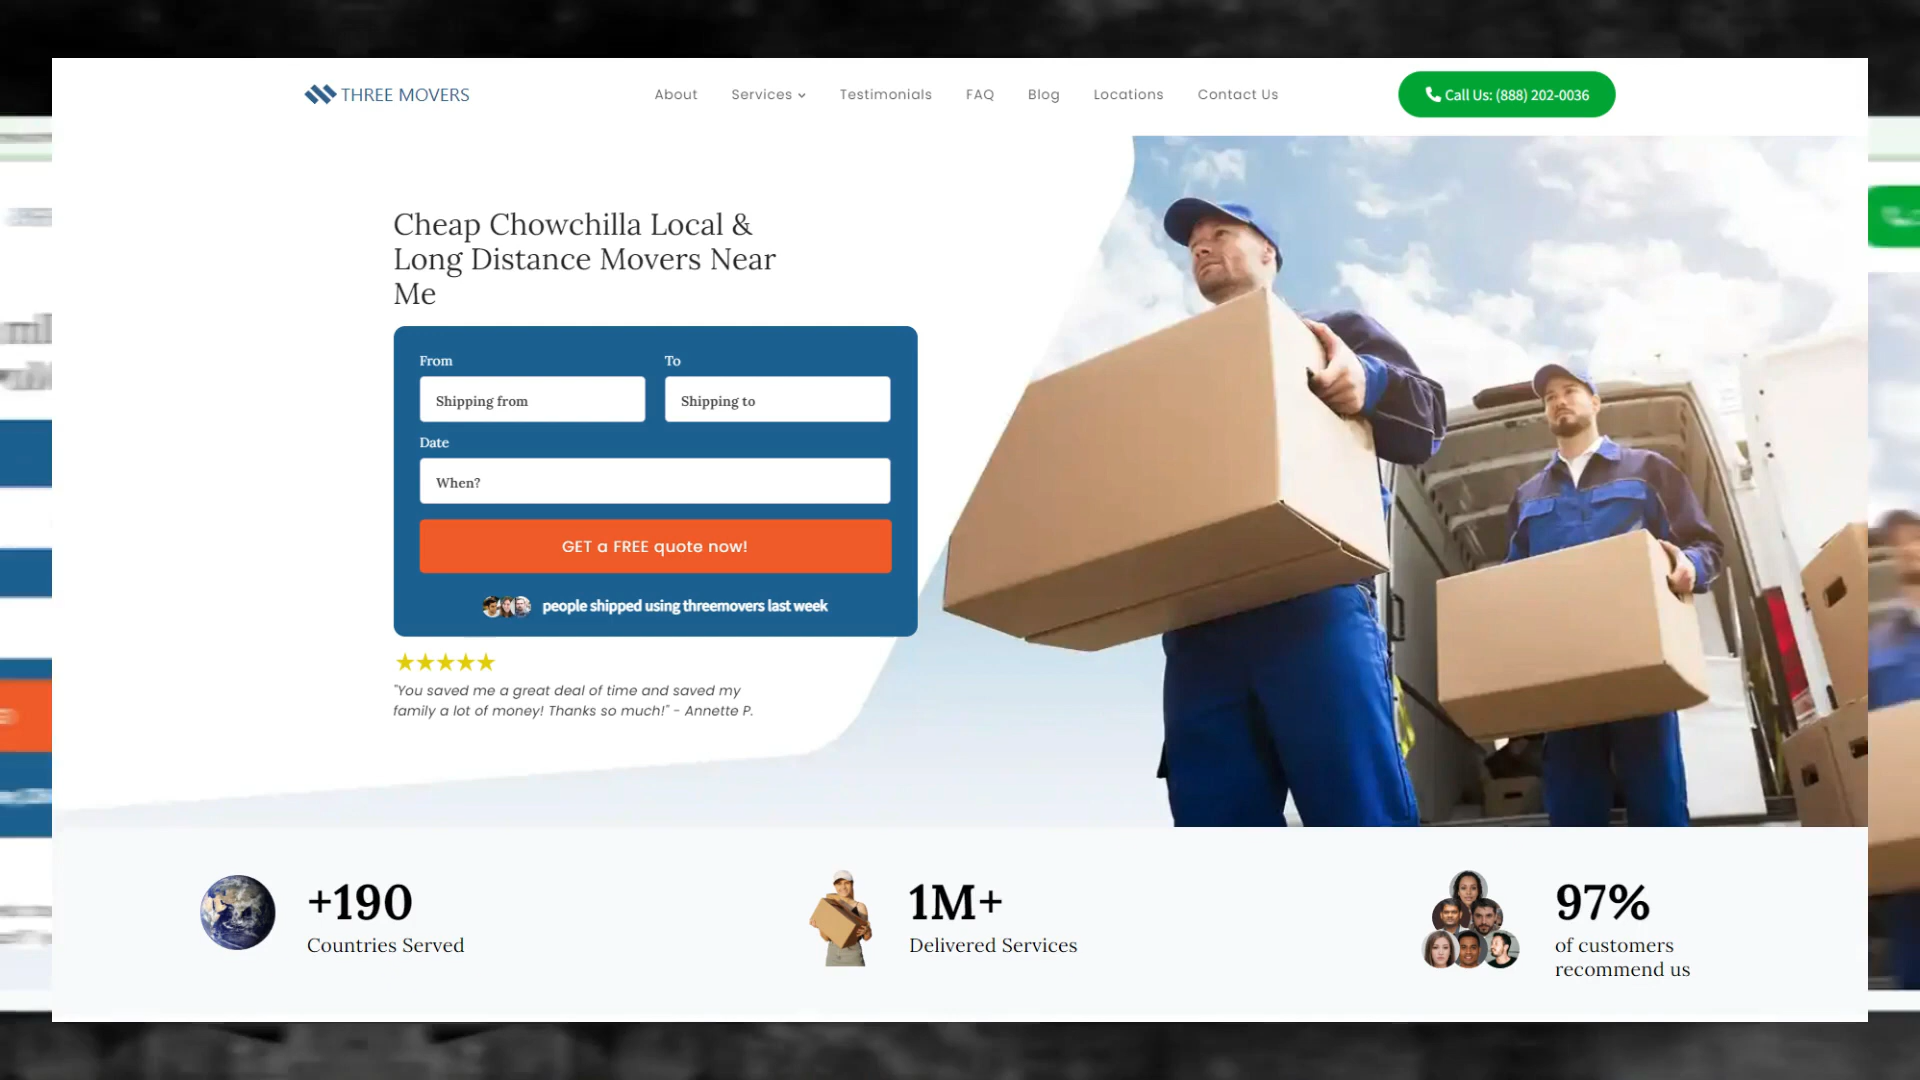 THREE MOVERS
About
Services
Testimonials
FAQ
Blog
Locations
Contact Us
Call Us: (888) 202-0036
Cheap Chowchilla Local &
Long Distance Movers Near
Me
From
To
Shipping from
Shipping to
Date
When?
GET a FREE quote now!
people shipped using threemovers last week
"You saved me a great deal of time and saved my
family a lot of money! Thanks so much!" - Annette P.
+190
Countries Served
1M+
Delivered Services
97%
of customers
recommend us